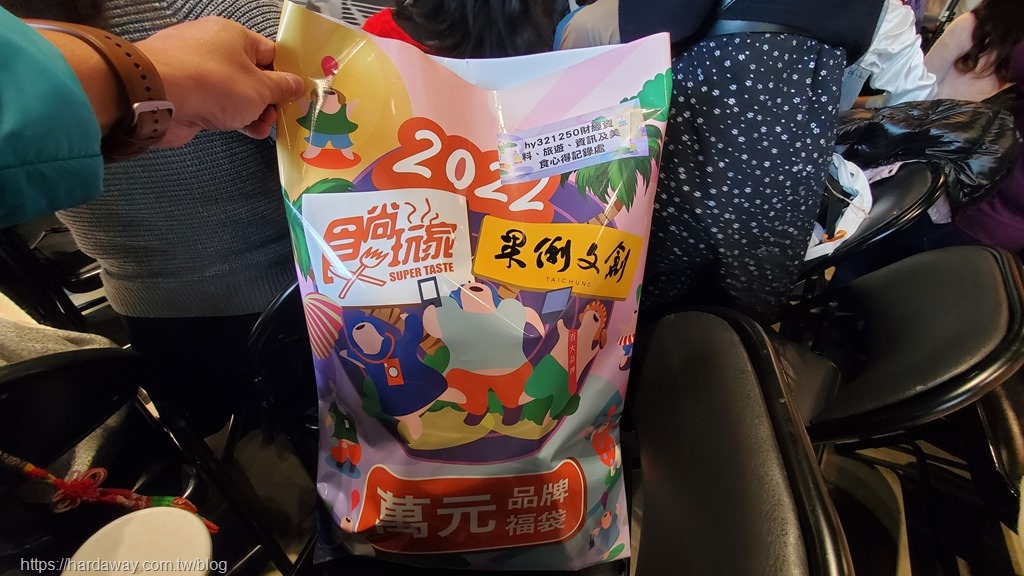 hy321250財經資
料、旅遊、資訊及美
食心得記錄處
2022
食尚玩家
SUPER TASTE
果俐文創
TAICHUNG
萬元 品牌
福袋
https://hardaway.com.tw/blog